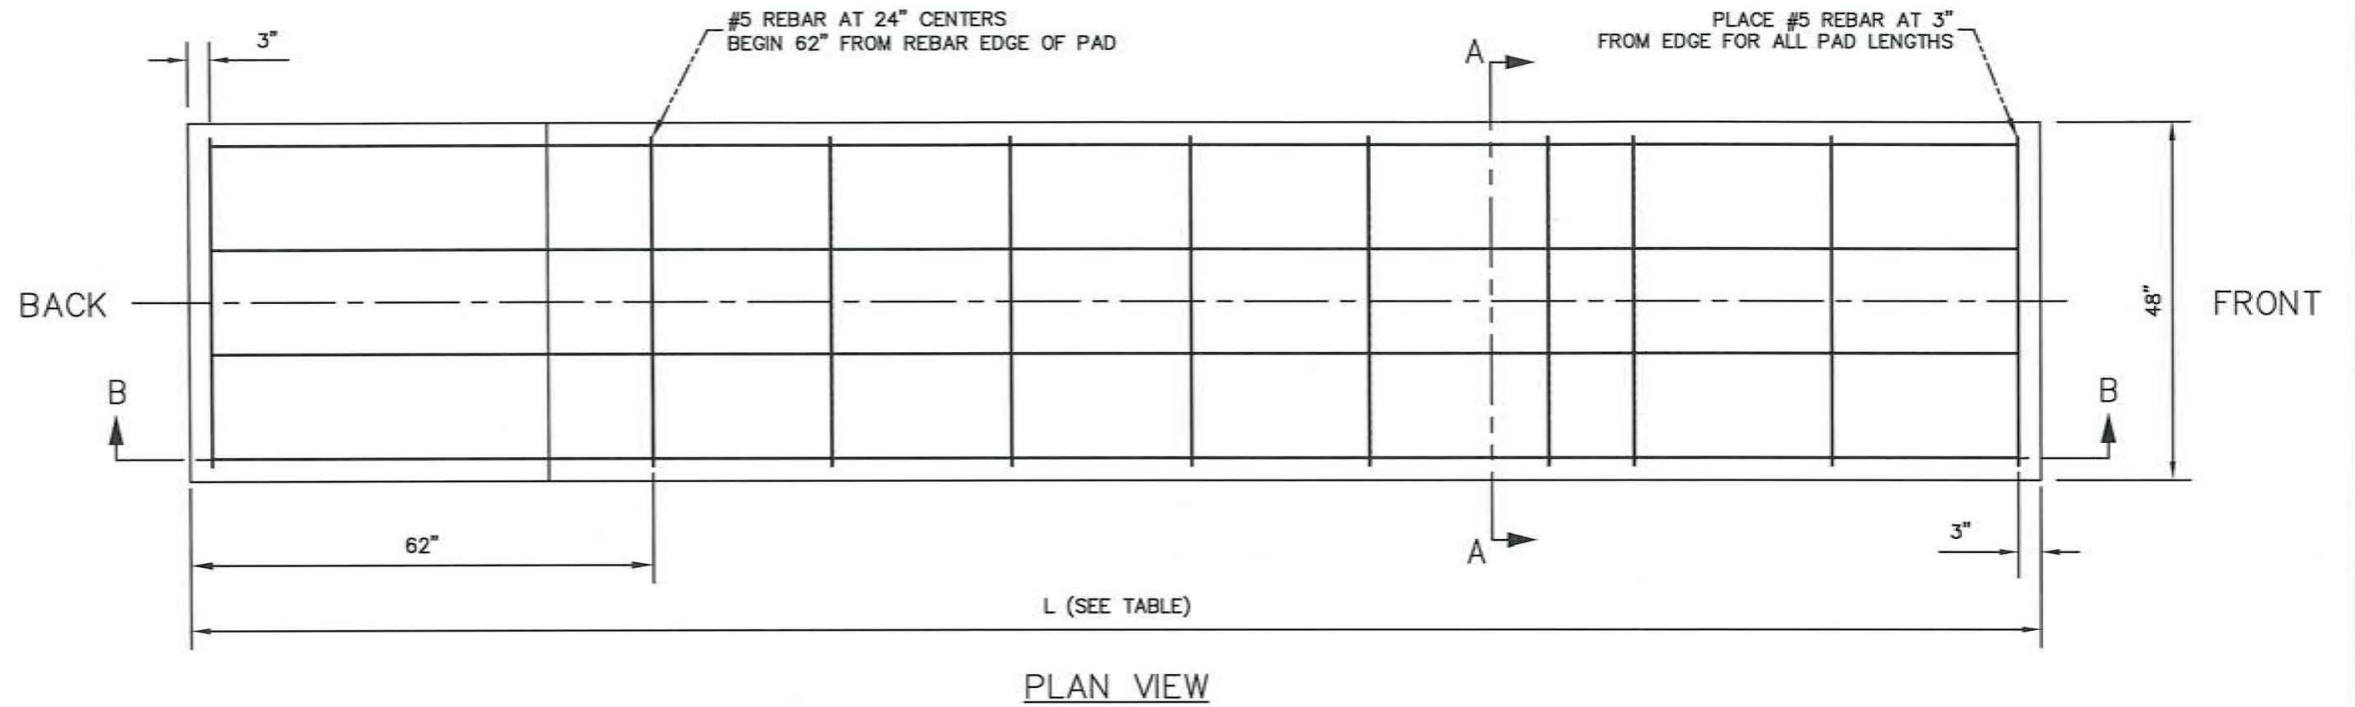 #5 REBAR AT 24" CENTERS
BEGIN 62" FROM REBAR EDGE OF PAD
PLACE #5 REBAR AT 3"
FROM EDGE FOR ALL PAD LENGTHS
3"
A
BACK
48"
FRONT
B
B
62"
A
3"
L (SEE TABLE)
PLAN VIEW